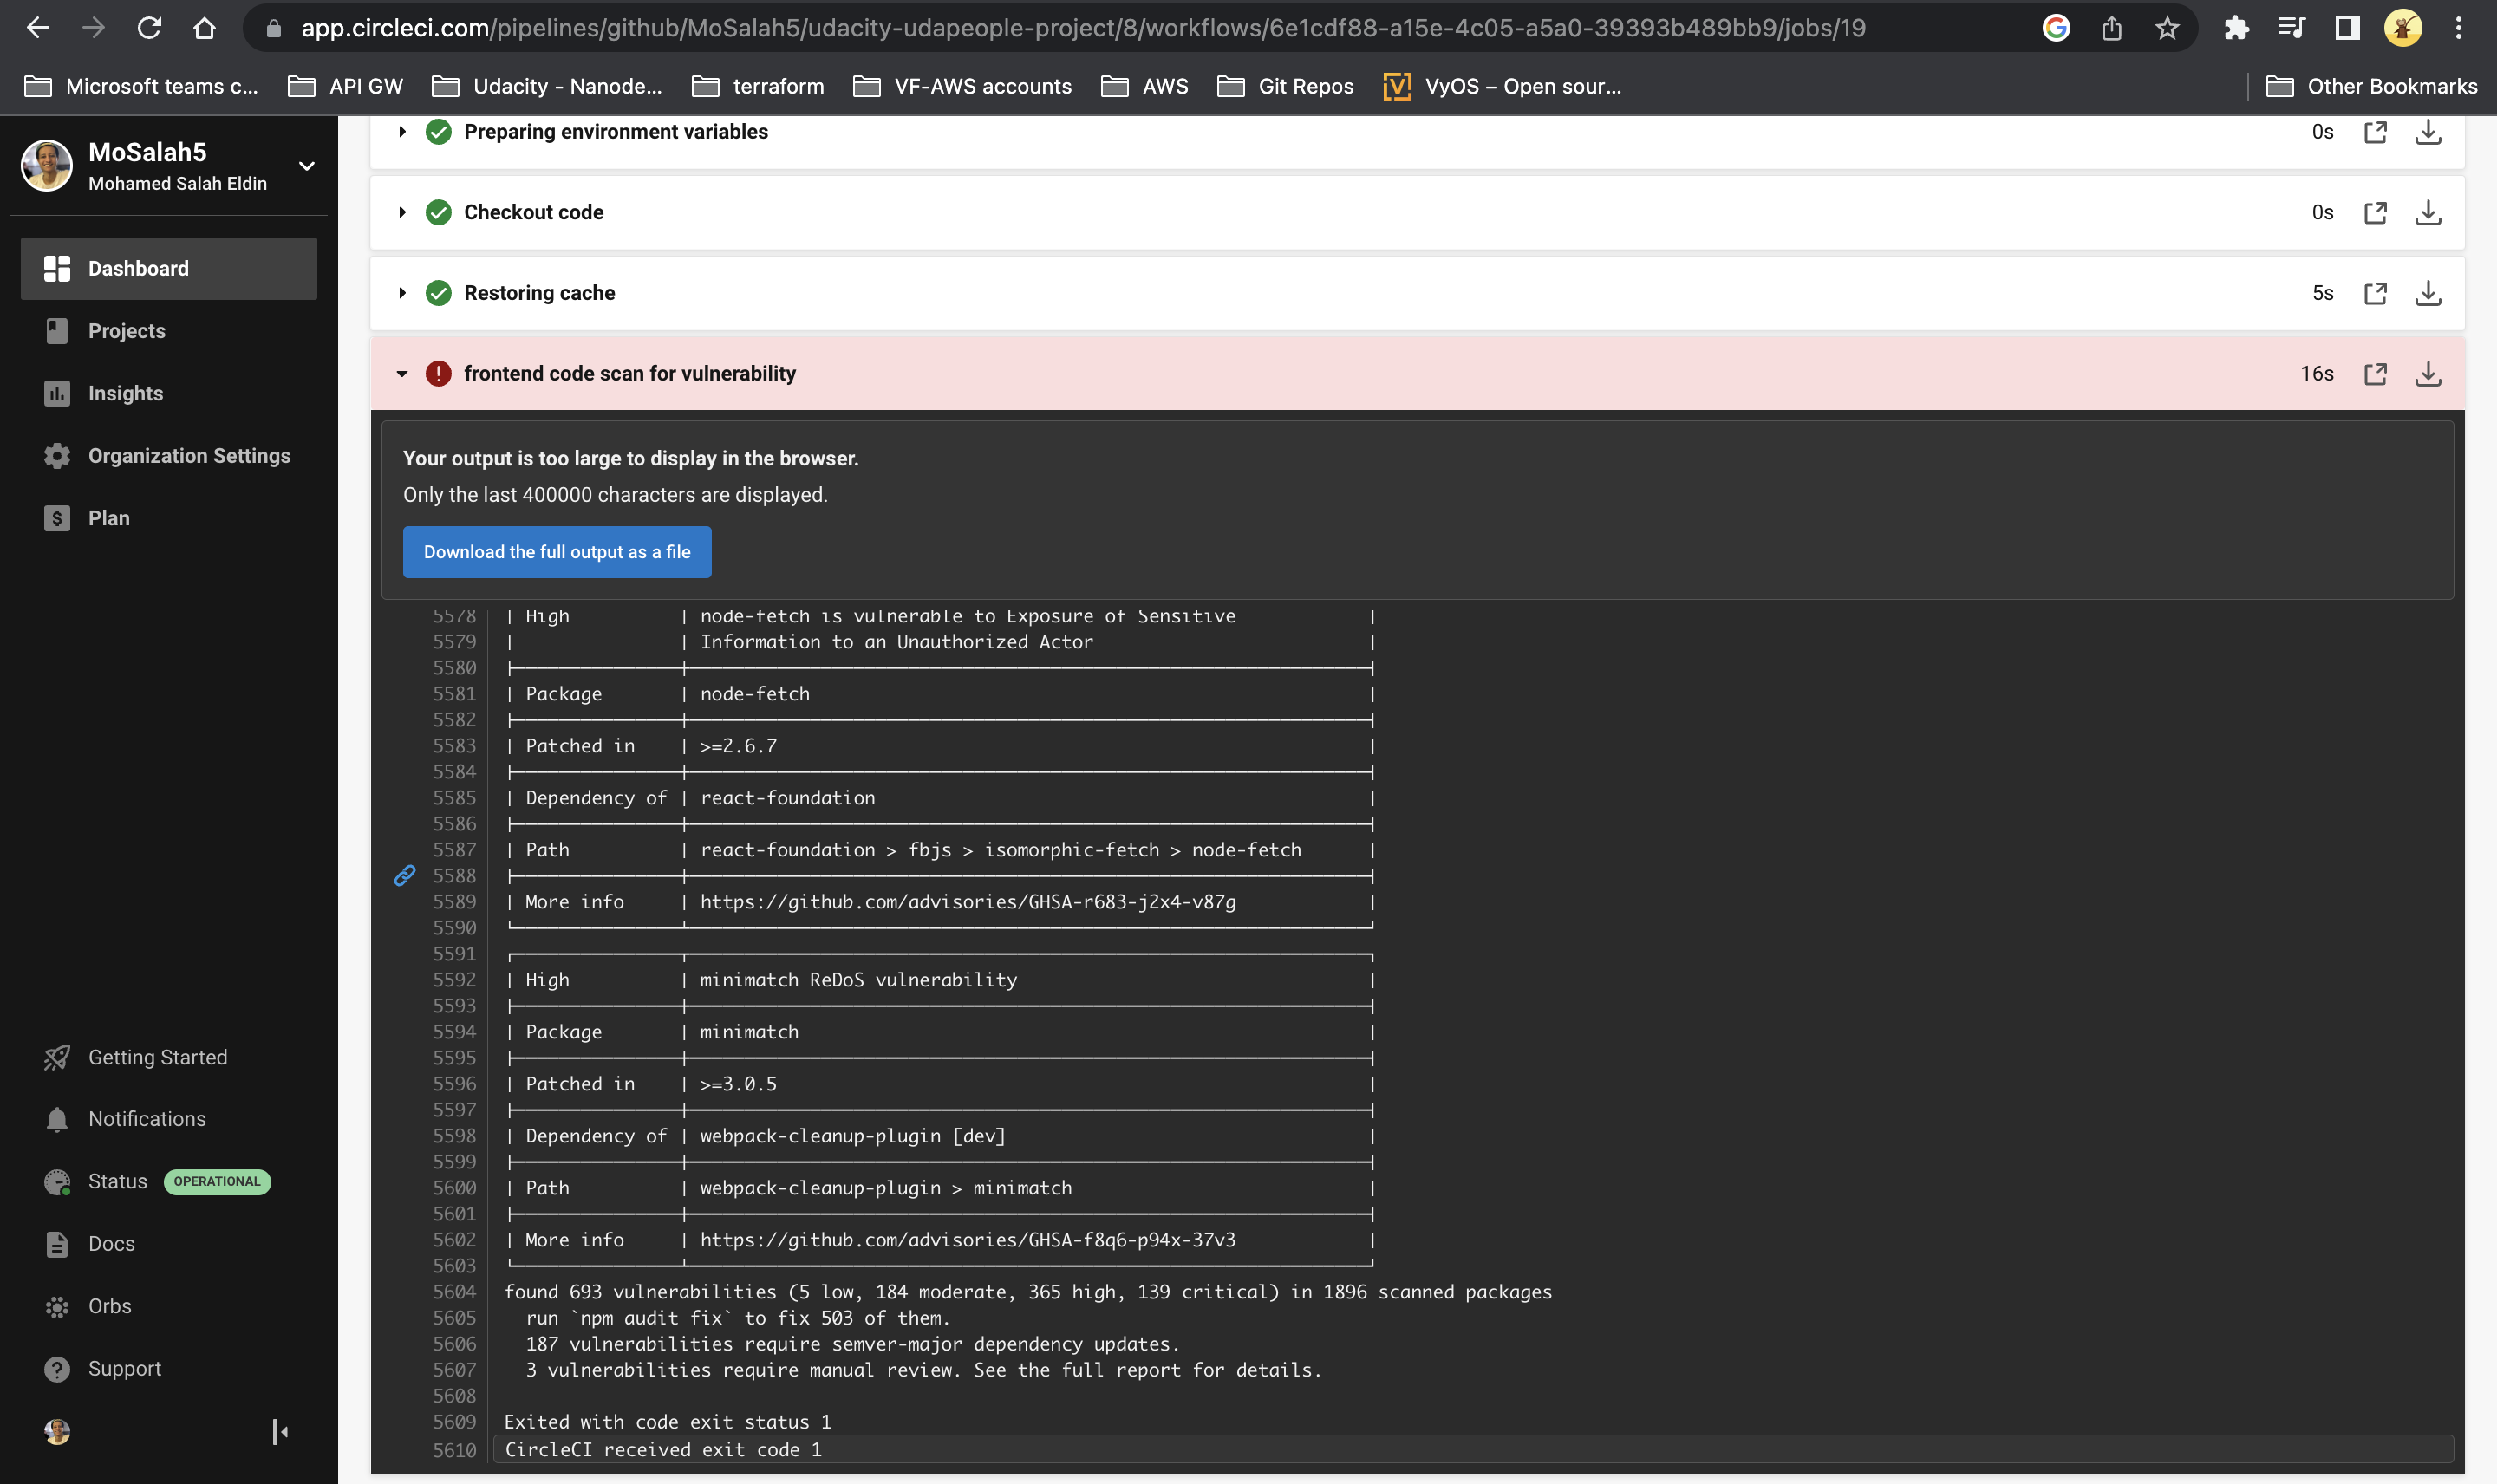 app.circleci.com/pipelines/github/MoSalah5/udacity-udapeople-project/8/workflows/6e1cdf88-a15e-4c05-a5a0-39393b489bb9/jobs/19
Microsoft teams c...
API GW
Udacity - Nanode...
terraform
VF-AWS accounts
AWS
Git Repos
VyOS – Open sour...
Other Bookmarks
MoSalah5
Mohamed Salah Eldin
Dashboard
Projects
Insights
Organization Settings
Plan
Getting Started
Notifications
Status OPERATIONAL
Docs
Orbs
Support
Preparing environment variables 0s
Checkout code 0s
Restoring cache 5s
frontend code scan for vulnerability 16s
Your output is too large to display in the browser.
Only the last 400000 characters are displayed.
Download the full output as a file
5578 | High | node-fetch is vulnerable to Exposure of Sensitive |
5579 | | Information to an Unauthorized Actor |
5580
5581 | Package | node-fetch |
5582
5583 | Patched in | >=2.6.7 |
5584
5585 | Dependency of | react-foundation |
5586
5587 | Path | react-foundation > fbjs > isomorphic-fetch > node-fetch |
5588
5589 | More info | https://github.com/advisories/GHSA-r683-j2x4-v87g |
5590
5591
5592 | High | minimatch ReDoS vulnerability |
5593
5594 | Package | minimatch |
5595
5596 | Patched in | >=3.0.5 |
5597
5598 | Dependency of | webpack-cleanup-plugin [dev] |
5599
5600 | Path | webpack-cleanup-plugin > minimatch |
5601
5602 | More info | https://github.com/advisories/GHSA-f8q6-p94x-37v3 |
5603
5604 found 693 vulnerabilities (5 low, 184 moderate, 365 high, 139 critical) in 1896 scanned packages
5605 run `npm audit fix` to fix 503 of them.
5606 187 vulnerabilities require semver-major dependency updates.
5607 3 vulnerabilities require manual review. See the full report for details.
5608
5609 Exited with code exit status 1
5610 CircleCI received exit code 1